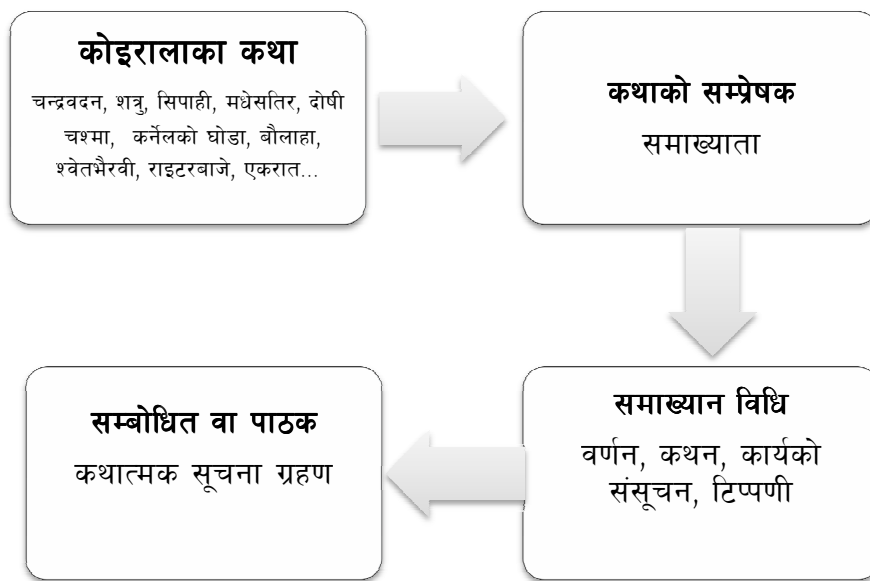 कोइरालाका कथा
चन्द्रवदन, शत्रु, सिपाही, मधेसतिर, दोषी
चश्मा, कर्नेलको घोडा, बौलाहा,
श्वेतभैरवी, राइटरबाजे, एकरात...
कथाको सम्प्रेषक
समाख्याता
समाख्यान विधि
वर्णन, कथन, कार्यको
संसूचन, टिप्पणी
सम्बोधित वा पाठक
कथात्मक सूचना ग्रहण